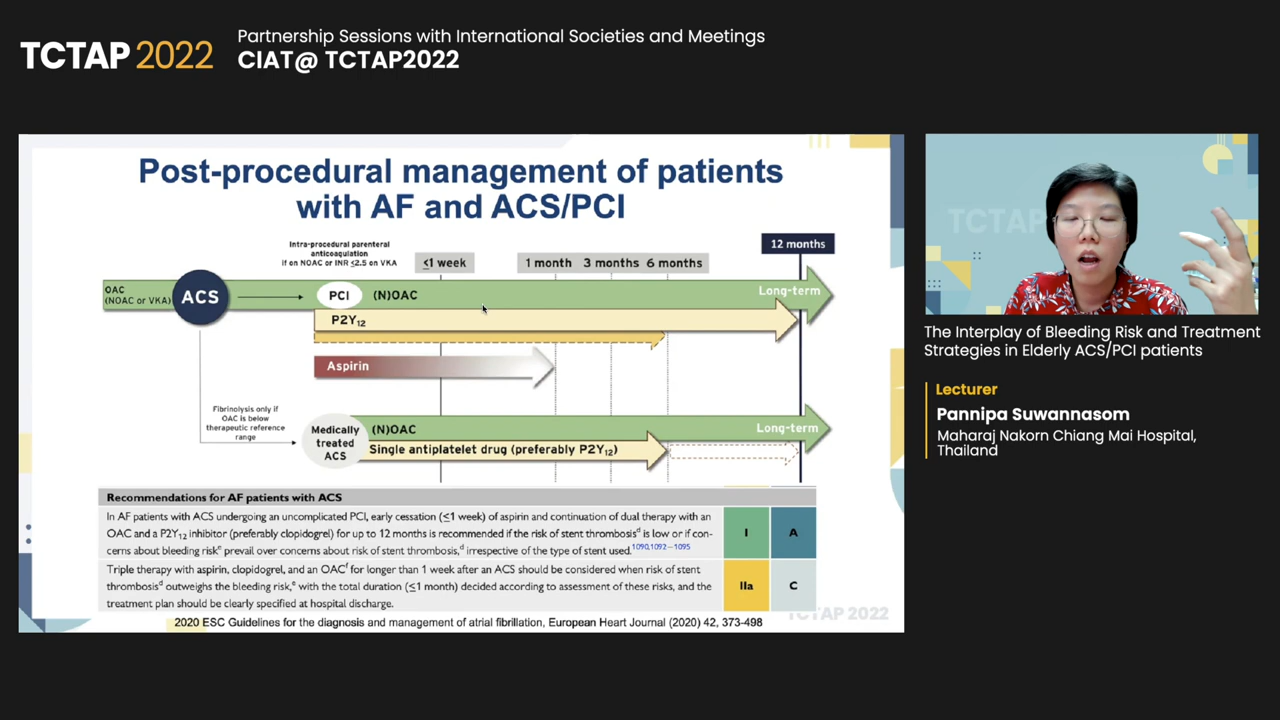 TCTAP 2022
Partnership Sessions with International Societies and Meetings
CIAT@ TCTAP2022
Post-procedural management of patients
with AF and ACS/PCI
Intra-procedural parenteral
anticoagulation
if on NOAC or INR ≤2.5 on VKA
≤1 week
1 month
3 months
6 months
12 months
OAC
(NOAC or VKA)
ACS
PCI
(N)OAC
Long-term
P2Y12
Aspirin
Fibrinolysis only if
OAC is below
therapeutic reference
range
Medically
treated
ACS
(N)OAC
Long-term
Single antiplatelet drug (preferably P2Y12)
Recommendations for AF patients with ACS
In AF patients with ACS undergoing an uncomplicated PCI, early cessation (≤1 week) of aspirin and continuation of dual therapy with an
OAC and a P2Y12 inhibitor (preferably clopidogrel) for up to 12 months is recommended if the risk of stent thrombosisd is low or if con-
cerns about bleeding riske prevail over concerns about risk of stent thrombosis,d irrespective of the type of stent used.1090,1092–1095
I
A
Triple therapy with aspirin, clopidogrel, and an OACf for longer than 1 week after an ACS should be considered when risk of stent
thrombosisd outweighs the bleeding risk,e with the total duration (≤1 month) decided according to assessment of these risks, and the
treatment plan should be clearly specified at hospital discharge.
IIa
C
TCTAP 2022
2020 ESC Guidelines for the diagnosis and management of atrial fibrillation, European Heart Journal (2020) 42, 373-498
TCTAP
The Interplay of Bleeding Risk and Treatment
Strategies in Elderly ACS/PCI patients
Lecturer
Pannipa Suwannasom
Maharaj Nakorn Chiang Mai Hospital,
Thailand